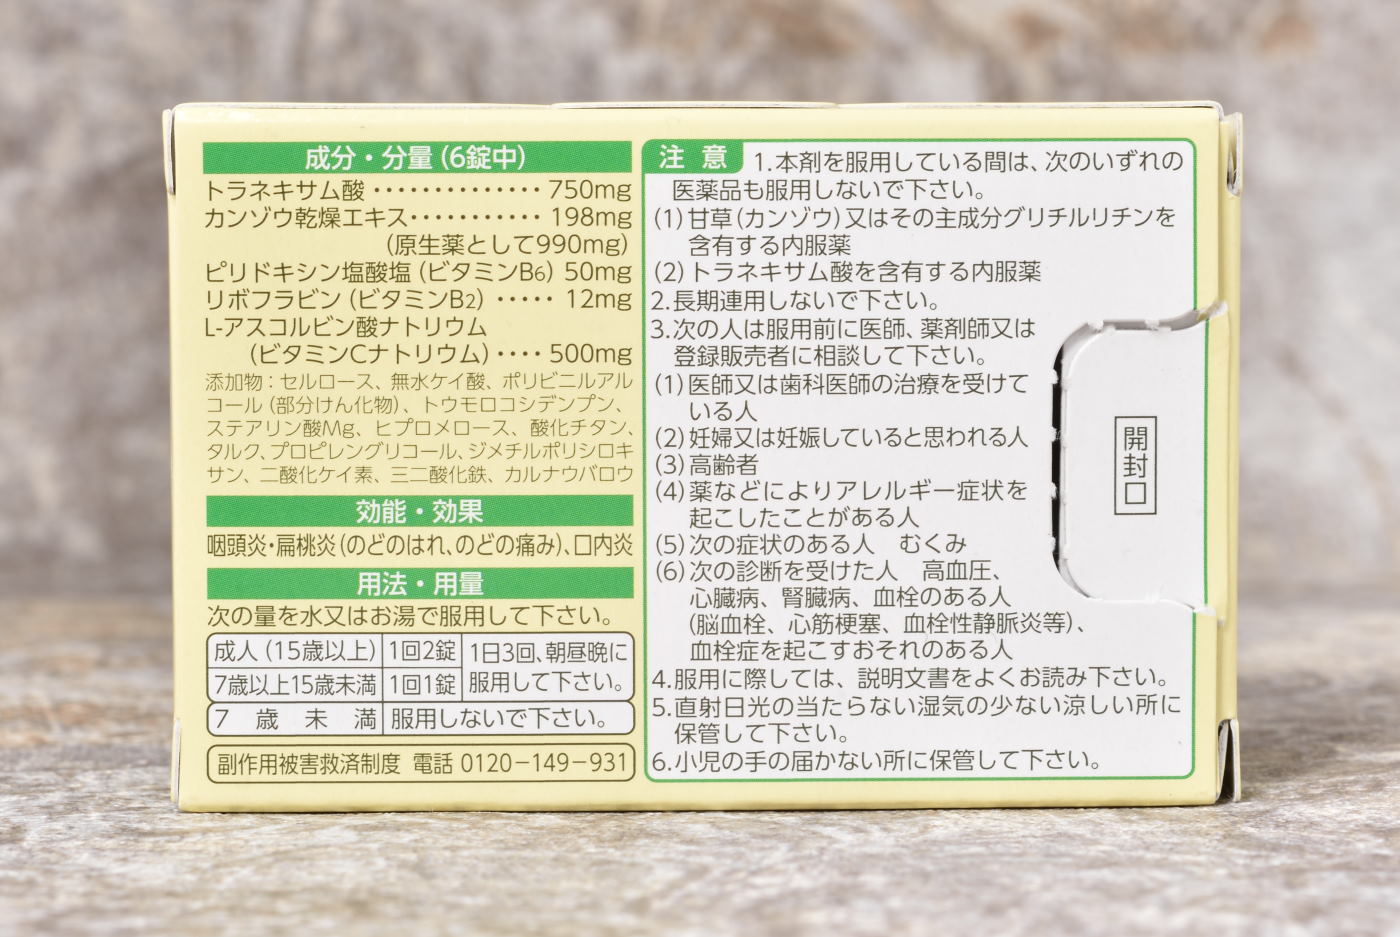 成分・分量(6錠中)
トラネキサム酸・・・・・・・・・・・・・・750mg
カンゾウ乾燥エキス・・・・・・・・・・・198mg
(原生薬として990mg)
ピリドキシン塩酸塩(ビタミンB6) 50mg
リボフラビン(ビタミンB2)・・・・・12mg
L-アスコルビン酸ナトリウム
(ビタミンCナトリウム)・・・・500mg
添加物：セルロース、無水ケイ酸、ポリビニルアル
コール(部分けん化物)、トウモロコシデンプン、
ステアリン酸Mg、ヒプロメロース、酸化チタン、
タルク、プロピレングリコール、ジメチルポリシロキ
サン、二酸化ケイ素、三二酸化鉄、カルナウバロウ
効能・効果
咽頭炎・扁桃炎(のどのはれ、のどの痛み)、口内炎
用法・用量
次の量を水又はお湯で服用して下さい。
成人(15歳以上) 1回2錠 1日3回、朝昼晩に
7歳以上15歳未満 1回1錠 服用して下さい。
7歳未満 服用しないで下さい。
副作用被害救済制度 電話 0120−149−931
注意
1.本剤を服用している間は、次のいずれの
医薬品も服用しないで下さい。
(1)甘草(カンゾウ)又はその主成分グリチルリチンを
含有する内服薬
(2)トラネキサム酸を含有する内服薬
2.長期連用しないで下さい。
3.次の人は服用前に医師、薬剤師又は
登録販売者に相談して下さい。
(1)医師又は歯科医師の治療を受けて
いる人
(2)妊婦又は妊娠していると思われる人
(3)高齢者
(4)薬などによりアレルギー症状を
起こしたことがある人
(5)次の症状のある人　むくみ
(6)次の診断を受けた人　高血圧、
心臓病、腎臓病、血栓のある人
(脳血栓、心筋梗塞、血栓性静脈炎等)、
血栓症を起こすおそれのある人
4.服用に際しては、説明文書をよくお読み下さい。
5.直射日光の当たらない湿気の少ない涼しい所に
保管して下さい。
6.小児の手の届かない所に保管して下さい。
開封口